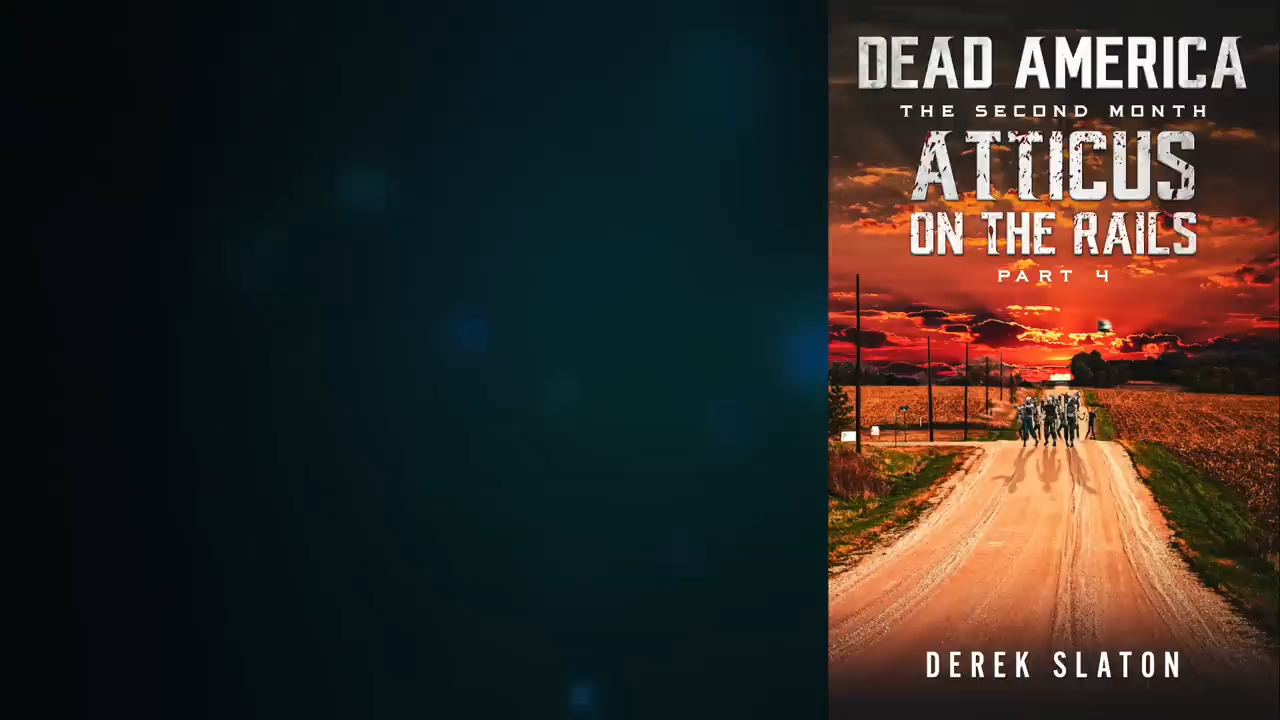 DEAD AMERICA
THE SECOND MONTH
ATTICUS
ON THE RAILS
PART 4
DEREK SLATON